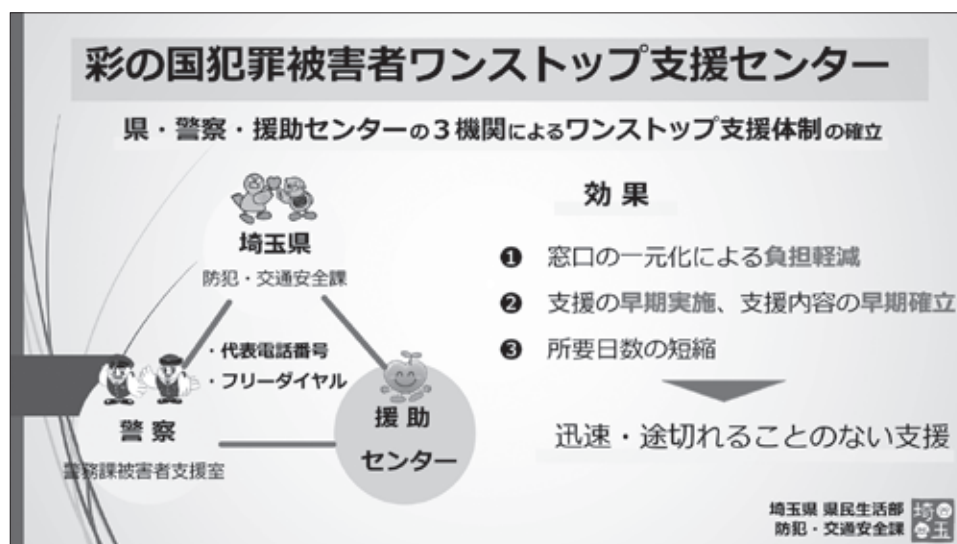 彩の国犯罪被害者ワンストップ支援センター
県・警察・援助センターの3機関によるワンストップ支援体制の確立
埼玉県
防犯・交通安全課
・代表電話番号
・フリーダイヤル
警察
警務課被害者支援室
援助
センター
効果
❶ 窓口の一元化による負担軽減
❷ 支援の早期実施、支援内容の早期確立
❸ 所要日数の短縮
迅速・途切れることのない支援
埼玉県 県民生活部
防犯・交通安全課
埼
玉